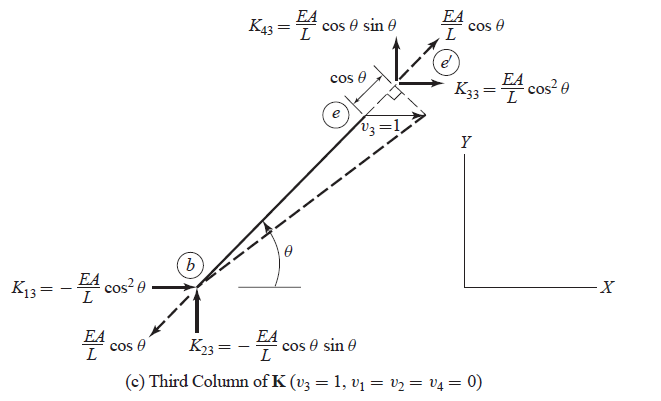 K₄₃ = EA/L cos θ sin θ
EA/L cos θ
e′
cos θ
K₃₃ = EA/L cos² θ
e
v₃ = 1
Y
θ
b
K₁₃ = − EA/L cos² θ
X
EA/L cos θ
K₂₃ = − EA/L cos θ sin θ
(c) Third Column of K (v₃ = 1, v₁ = v₂ = v₄ = 0)